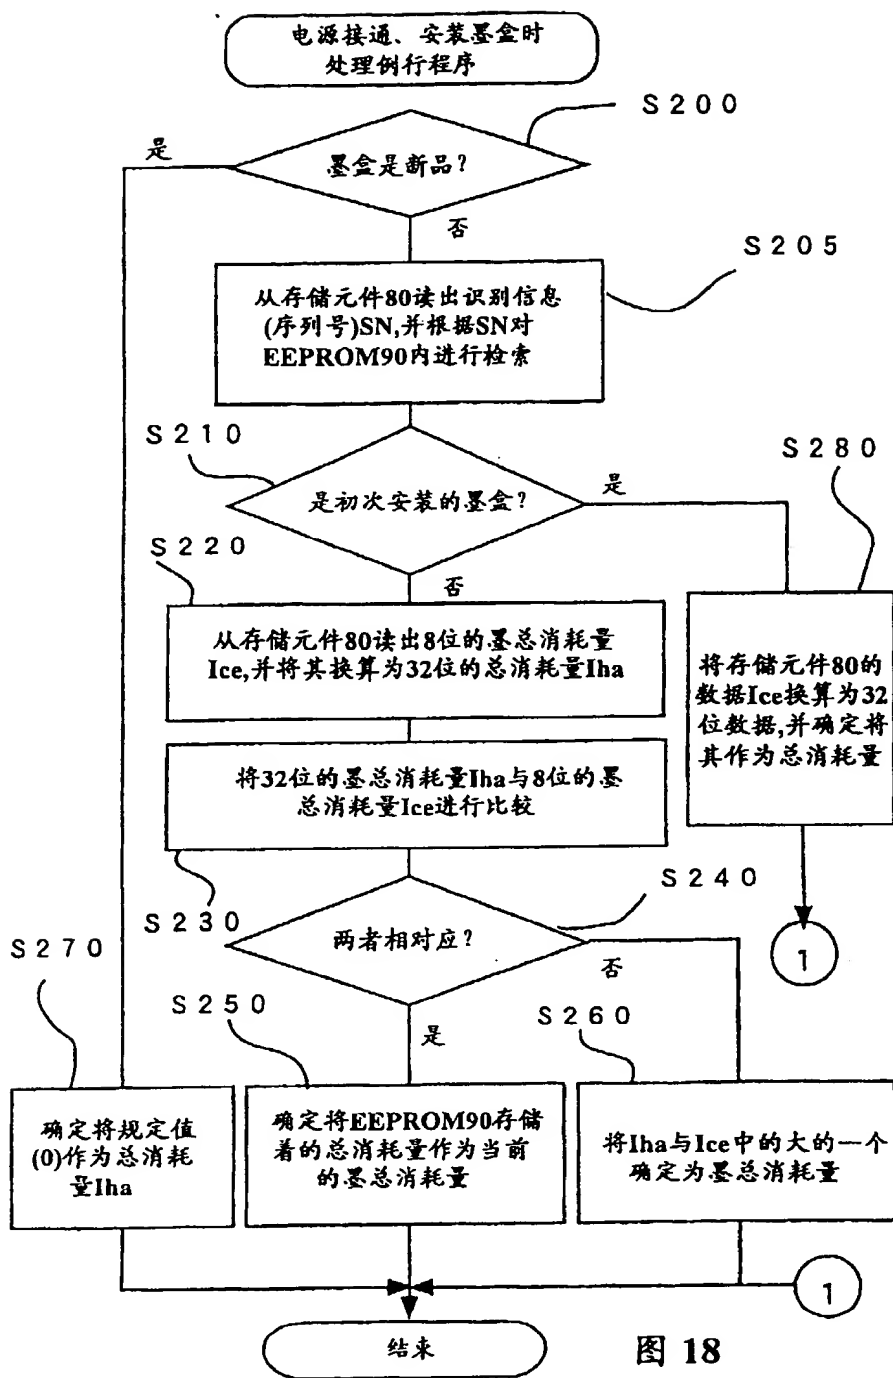 电源接通、安装墨盒时
处理例行程序
S200
是
墨盒是新品?
否
S205
从存储元件80读出识别信息
(序列号)SN,并根据SN对
EEPROM90内进行检索
S210
S280
是初次安装的墨盒?
是
S220
否
从存储元件80读出8位的墨总消耗量
Ice,并将其换算为32位的总消耗量Iha
将存储元件80的
数据Ice换算为32
位数据,并确定将
其作为总消耗量
将32位的墨总消耗量Iha与8位的墨
总消耗量Ice进行比较
S230
S240
两者相对应?
否
1
S270
S250
是
S260
确定将规定值
(0)作为总消耗
量Iha
确定将EEPROM90存储
着的总消耗量作为当前
的墨总消耗量
将Iha与Ice中的大的一个
确定为墨总消耗量
1
结束
图 18